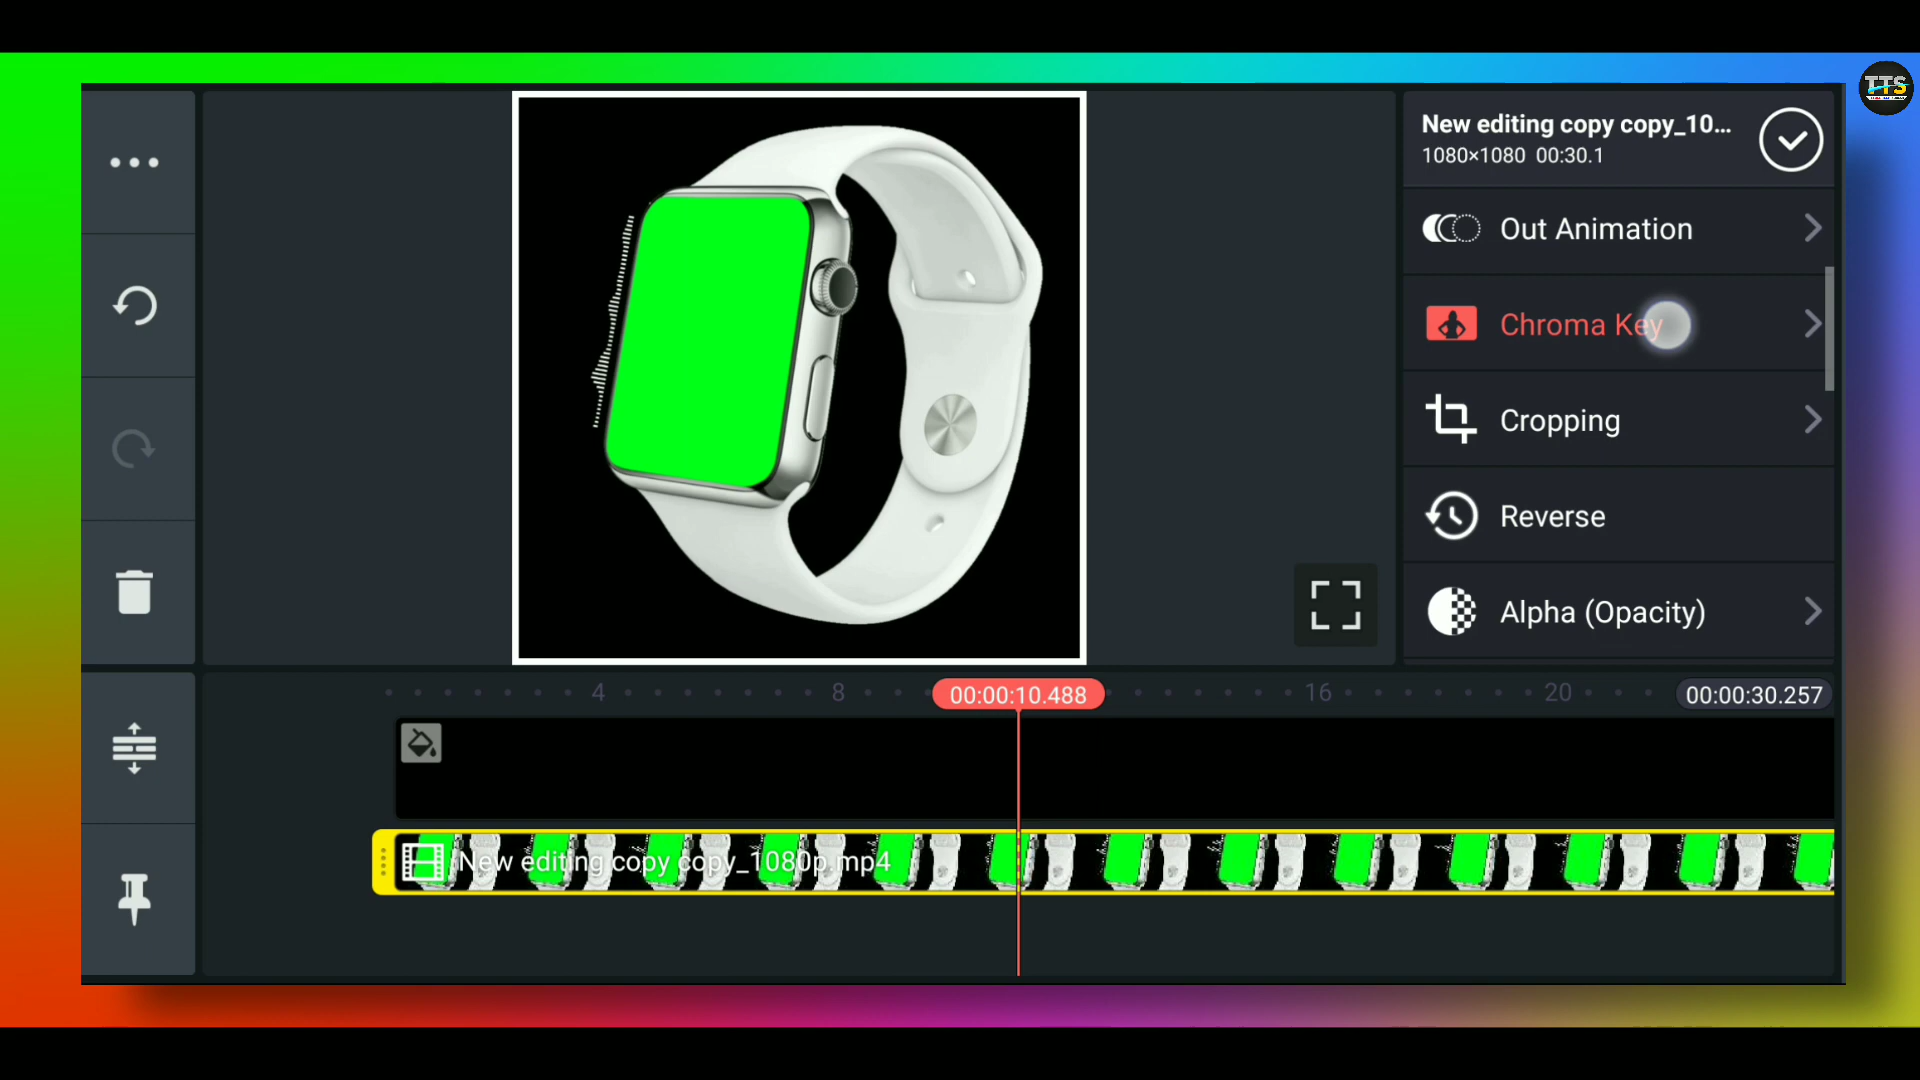 TTS
New editing copy copy_10...
1080×1080 00:30.1
Out Animation
Chroma Key
Cropping
Reverse
Alpha (Opacity)
4
8
00:00:10.488
16
20
00:00:30.257
New editing copy copy_1080p.mp4